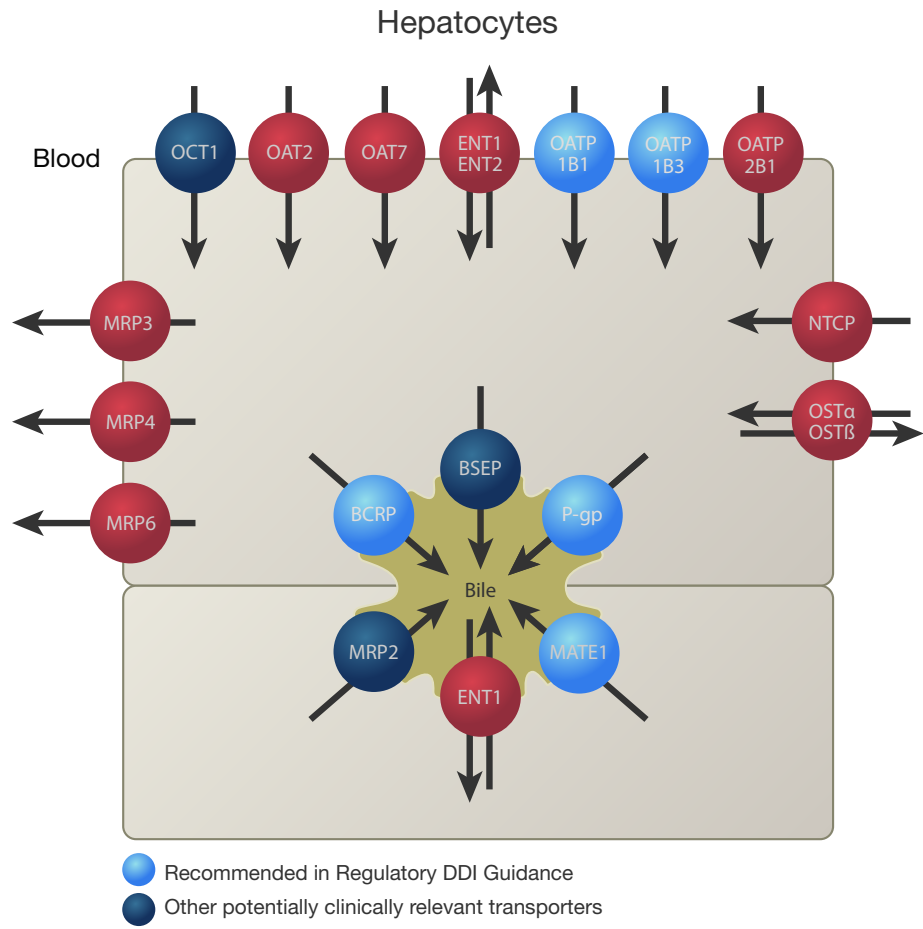 Hepatocytes
Blood
OCT1
OAT2
OAT7
ENT1
ENT2
OATP
1B1
OATP
1B3
OATP
2B1
MRP3
NTCP
MRP4
OSTα
OSTß
MRP6
BSEP
BCRP
P-gp
Bile
MRP2
MATE1
ENT1
Recommended in Regulatory DDI Guidance
Other potentially clinically relevant transporters